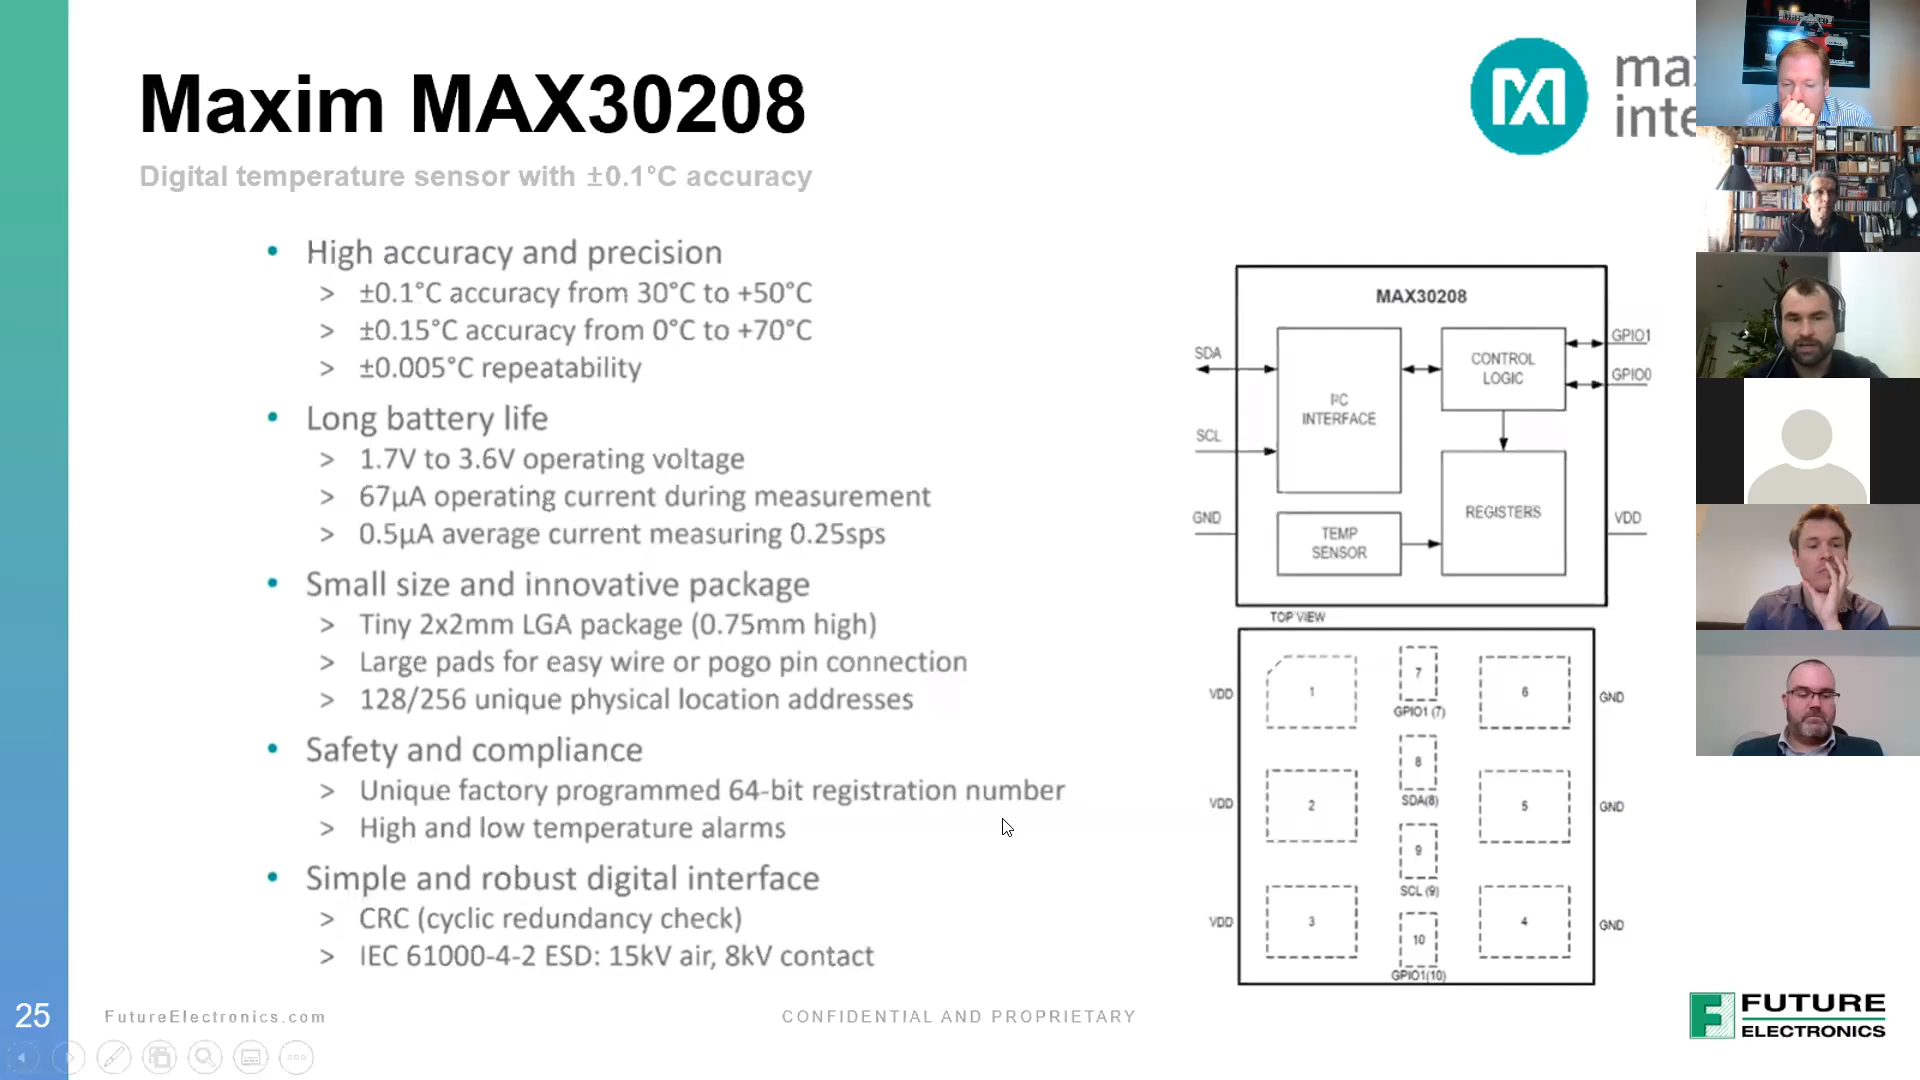 Maxim MAX30208
Digital temperature sensor with ±0.1°C accuracy
• High accuracy and precision
> ±0.1°C accuracy from 30°C to +50°C
> ±0.15°C accuracy from 0°C to +70°C
> ±0.005°C repeatability
• Long battery life
> 1.7V to 3.6V operating voltage
> 67µA operating current during measurement
> 0.5µA average current measuring 0.25sps
• Small size and innovative package
> Tiny 2x2mm LGA package (0.75mm high)
> Large pads for easy wire or pogo pin connection
> 128/256 unique physical location addresses
• Safety and compliance
> Unique factory programmed 64-bit registration number
> High and low temperature alarms
• Simple and robust digital interface
> CRC (cyclic redundancy check)
> IEC 61000-4-2 ESD: 15kV air, 8kV contact
MAX30208
SDA
SCL
GND
I²C
INTERFACE
CONTROL
LOGIC
GPIO1
GPIO0
TEMP
SENSOR
REGISTERS
VDD
TOP VIEW
VDD
1
7
GPIO1 (7)
6
GND
VDD
2
8
SDA(8)
5
GND
9
SCL (9)
VDD
3
10
GPIO1(10)
4
GND
25
FutureElectronics.com
CONFIDENTIAL AND PROPRIETARY
FUTURE
ELECTRONICS